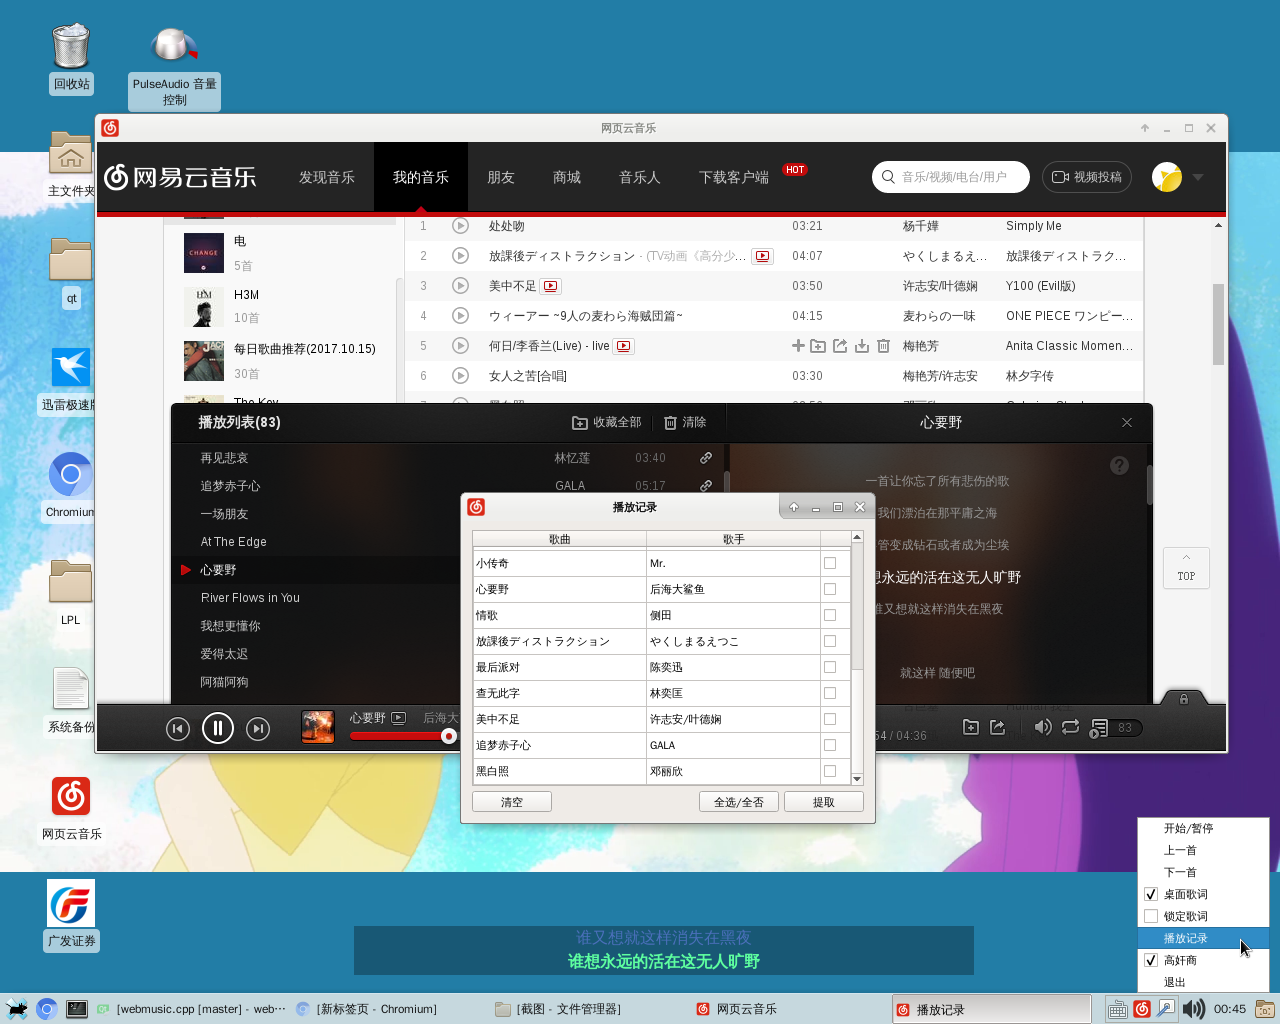 回收站
PulseAudio 音量
控制
主文件夹
qt
迅雷极速版
Chromium
LPL
系统备份
网页云音乐
广发证券
网页云音乐
网易云音乐
发现音乐
我的音乐
朋友
商城
音乐人
下载客户端
HOT
音乐/视频/电台/用户
视频投稿
CHANGE
电
5首
H3M
10首
每日歌曲推荐(2017.10.15)
30首
The Key
1 处处吻 03:21 杨千嬅 Simply Me
2 放課後ディストラクション - (TV动画《高分少... 04:07 やくしまるえ... 放課後ディストラク...
3 美中不足 03:50 许志安/叶德娴 Y100 (Evil版)
4 ウィーアー ~9人の麦わら海贼団篇~ 04:15 麦わらの一味 ONE PIECE ワンピー...
5 何日/李香兰(Live) - live 梅艳芳 Anita Classic Momen...
6 女人之苦[合唱] 03:30 梅艳芳/许志安 林夕字传
TOP
播放列表(83)
收藏全部
清除
心要野
再见悲哀 林忆莲 03:40
追梦赤子心 GALA 05:17
一场朋友
At The Edge
心要野
River Flows in You
我想更懂你
爱得太迟
阿猫阿狗
?
一首让你忘了所有悲伤的歌
我们漂泊在那平庸之海
管变成钻石或者成为尘埃
想永远的活在这无人旷野
谁又想就这样消失在黑夜
就这样 随便吧
心要野 后海大
54 / 04:36
83
播放记录
歌曲 歌手
小传奇 Mr.
心要野 后海大鲨鱼
情歌 侧田
放課後ディストラクション やくしまるえつこ
最后派对 陈奕迅
查无此字 林奕匡
美中不足 许志安/叶德娴
追梦赤子心 GALA
黑白照 邓丽欣
清空
全选/全否
提取
开始/暂停
上一首
下一首
桌面歌词
锁定歌词
播放记录
高奸商
退出
谁又想就这样消失在黑夜
谁想永远的活在这无人旷野
[webmusic.cpp [master] - web...
[新标签页 - Chromium]
[截图 - 文件管理器]
网页云音乐
播放记录
00:45